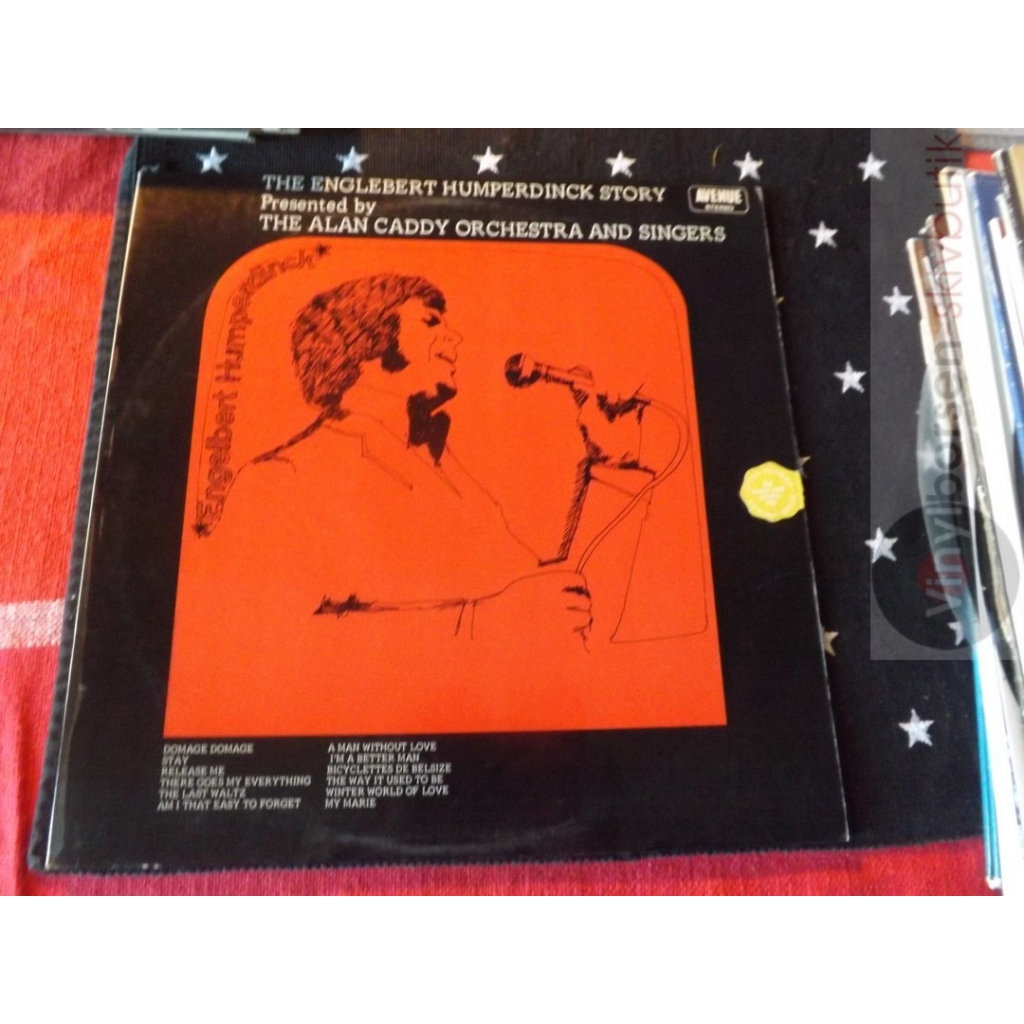 THE ENGLEBERT HUMPERDINCK STORY
Presented by
THE ALAN CADDY ORCHESTRA AND SINGERS
AVENUE
STEREO
*Engelbert Humperdinck*
DOMAGE DOMAGE
STAY
RELEASE ME
THERE GOES MY EVERYTHING
THE LAST WALTZ
AM I THAT EASY TO FORGET
A MAN WITHOUT LOVE
I'M A BETTER MAN
BICYCLETTES DE BELSIZE
THE WAY IT USED TO BE
WINTER WORLD OF LOVE
MY MARIE
Vinylbörsen-skivbutik